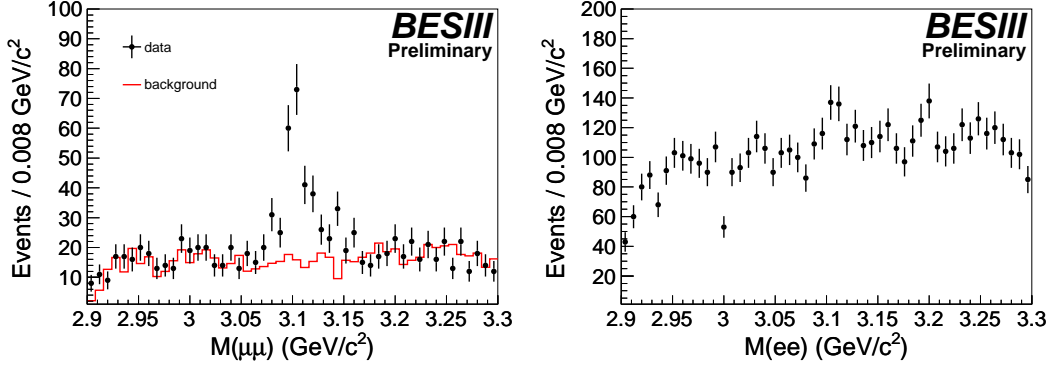 Events / 0.008 GeV/c²
100
90
80
70
60
50
40
30
20
10
data
background
BESIII
Preliminary
2.9 2.95 3 3.05 3.1 3.15 3.2 3.25 3.3
M(μμ) (GeV/c²)
Events / 0.008 GeV/c²
200
180
160
140
120
100
80
60
40
20
BESIII
Preliminary
2.9 2.95 3 3.05 3.1 3.15 3.2 3.25 3.3
M(ee) (GeV/c²)